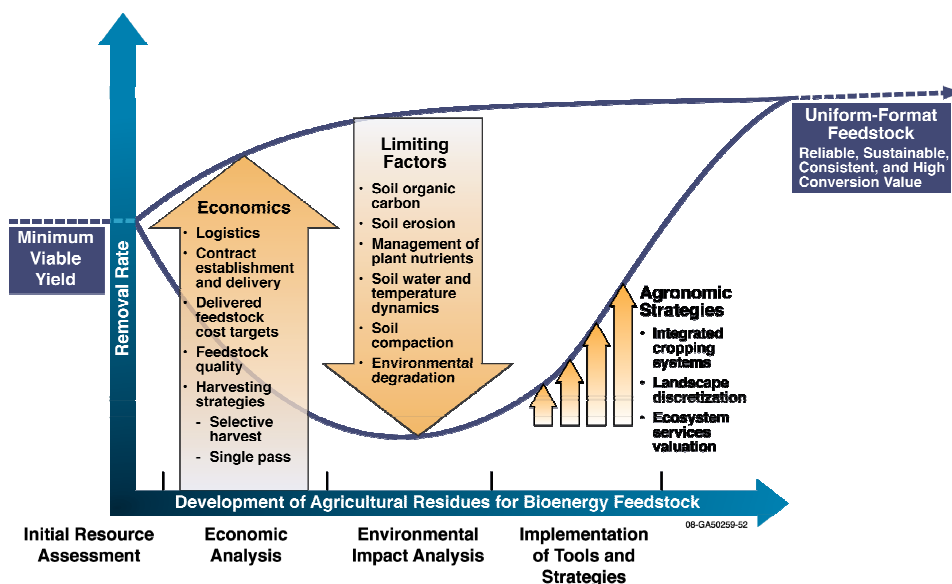 Uniform-Format
Feedstock
Reliable, Sustainable,
Consistent, and High
Conversion Value
Minimum
Viable
Yield
Removal Rate
Economics
• Logistics
• Contract
establishment
and delivery
• Delivered
feedstock
cost targets
• Feedstock
quality
• Harvesting
strategies
- Selective
harvest
- Single pass
Limiting
Factors
• Soil organic
carbon
• Soil erosion
• Management of
plant nutrients
• Soil water and
temperature
dynamics
• Soil
compaction
• Environmental
degradation
Agronomic
Strategies
• Integrated
cropping
systems
• Landscape
discretization
• Ecosystem
services
valuation
Development of Agricultural Residues for Bioenergy Feedstock
08-GA50259-52
Initial Resource
Assessment
Economic
Analysis
Environmental
Impact Analysis
Implementation
of Tools and
Strategies